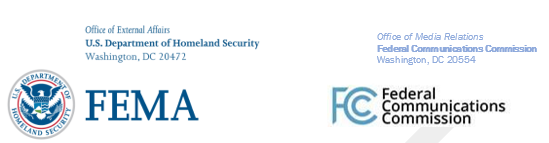 Office of External Affairs
U.S. Department of Homeland Security
Washington, DC 20472
U.S. DEPARTMENT OF HOMELAND SECURITY
FEMA
Office of Media Relations
Federal Communications Commission
Washington, DC 20554
FCC
Federal
Communications
Commission